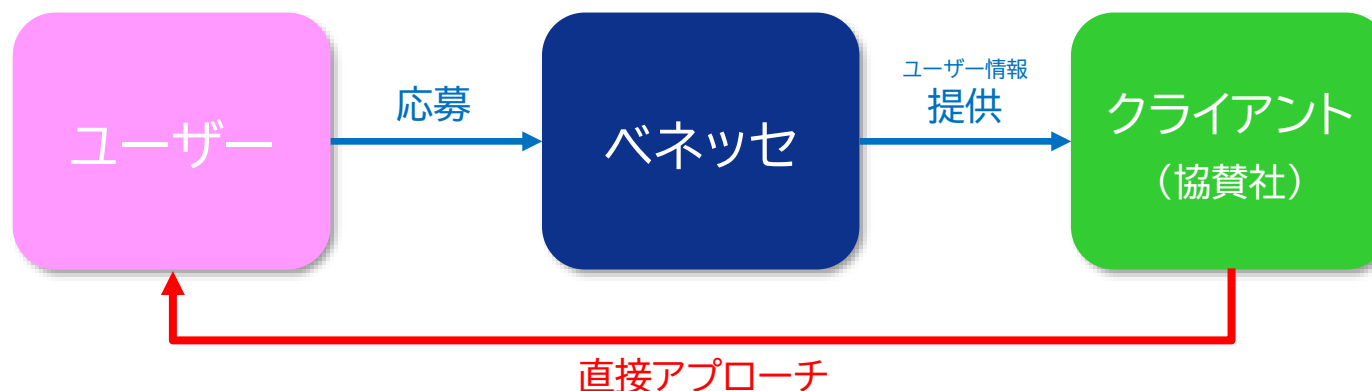 ユーザー
応募
ベネッセ
ユーザー情報
提供
クライアント
（協賛社）
直接アプローチ